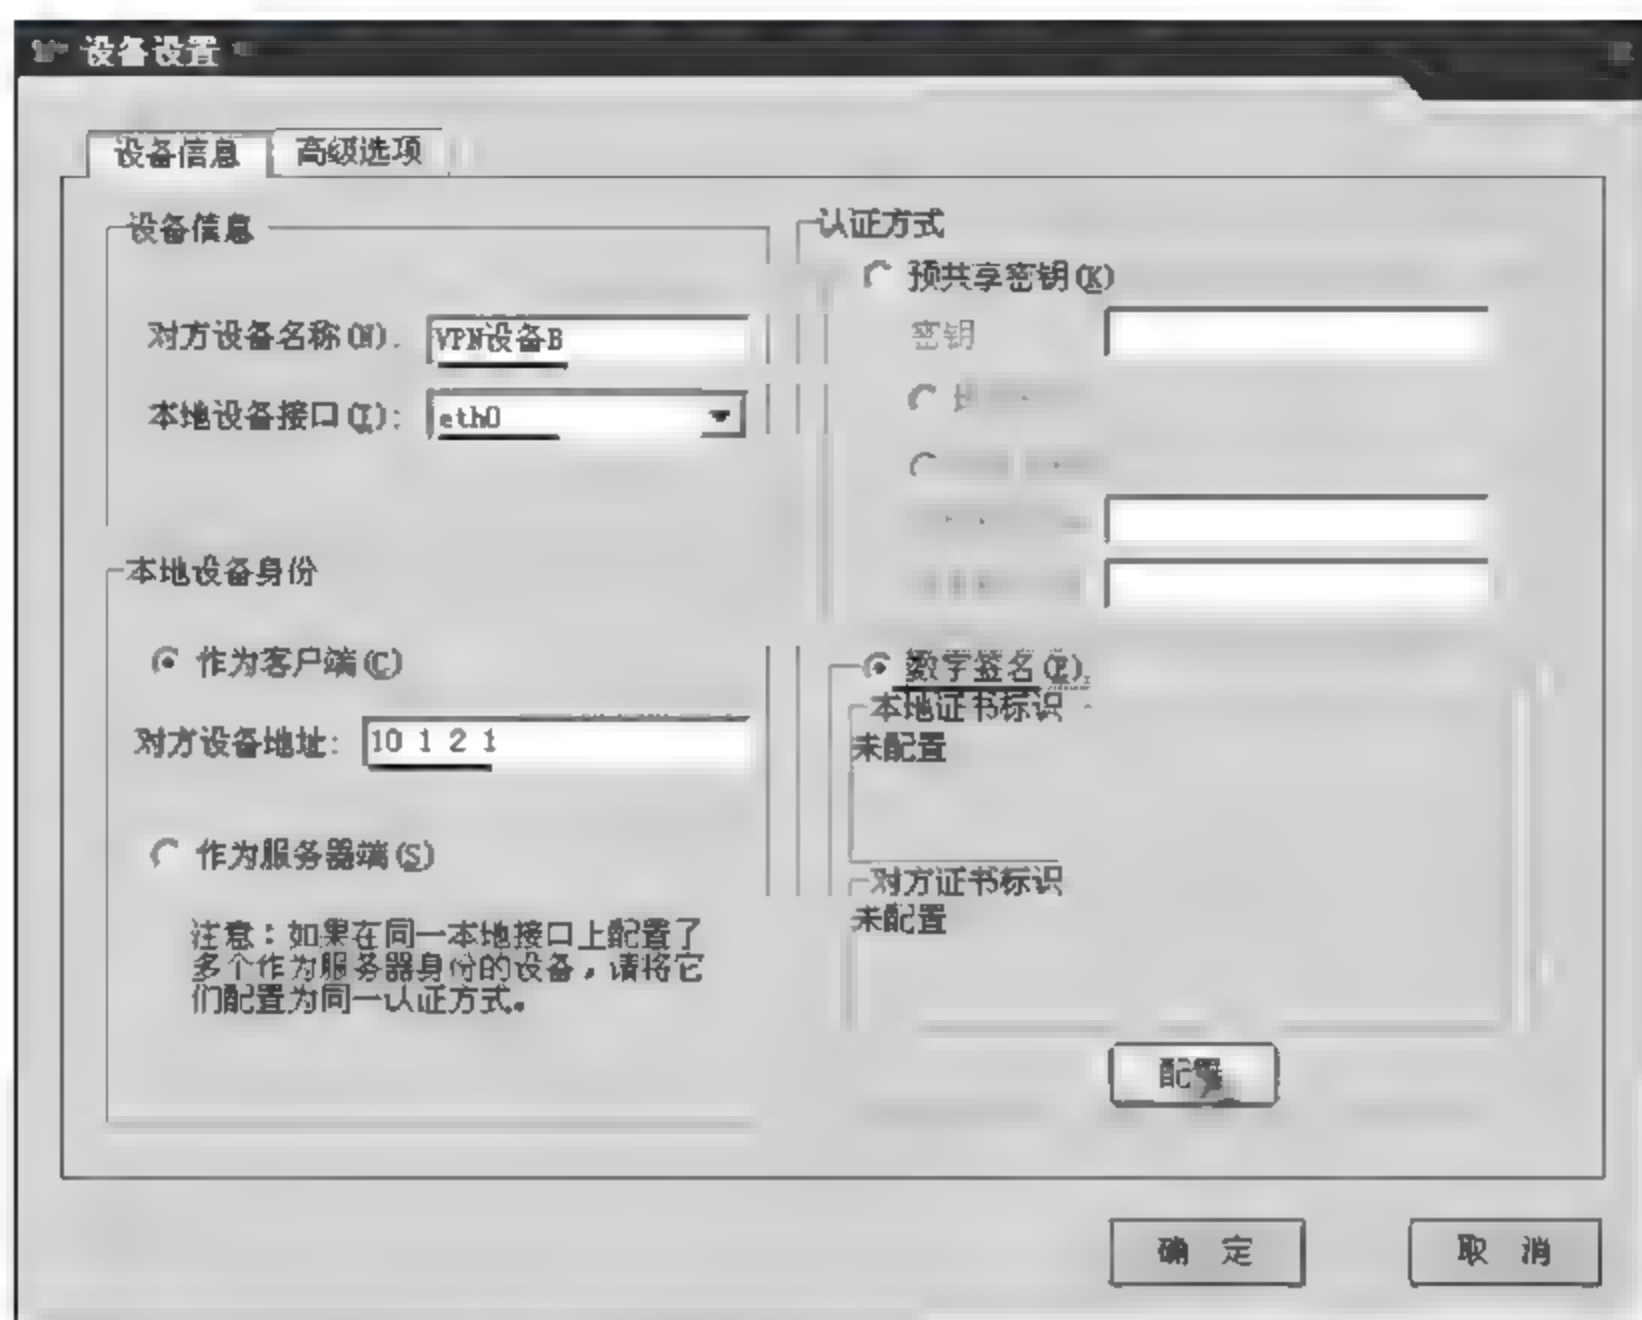 设备设置
设备信息
高级选项
设备信息
对方设备名称(N):
VPN设备B
本地设备接口(I):
eth0
本地设备身份
作为客户端(C)
对方设备地址:
10 1 2 1
作为服务器端(S)
注意:如果在同一本地接口上配置了
多个作为服务器身份的设备,请将它
们配置为同一认证方式。
认证方式
预共享密钥(K)
密钥
数字签名
本地证书标识
未配置
对方证书标识
未配置
配置
确 定
取 消